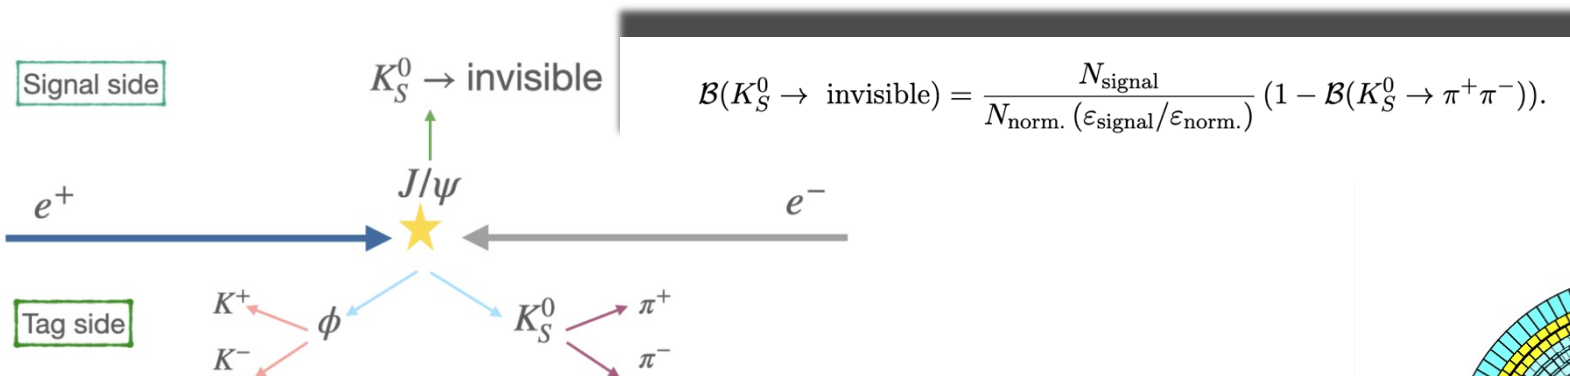 Signal side
K_S^0 → invisible
B(K_S^0 → invisible) = N_signal / N_norm. (ε_signal/ε_norm.) (1 − B(K_S^0 → π^+π^−)).
J/ψ
e^+
e^−
Tag side
K^+
ϕ
K_S^0
π^+
K^−
π^−